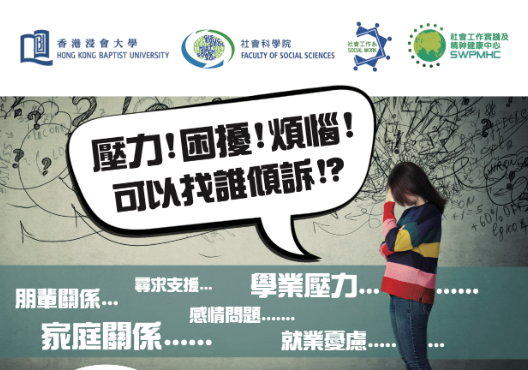 香港浸會大學
HONG KONG BAPTIST UNIVERSITY
社會科學院
FACULTY OF SOCIAL SCIENCES
社會工作系
SOCIAL WORK
社會工作實踐及
精神健康中心
SWPMHC
壓力!困擾!煩惱!
可以找誰傾訴!?
尋求支援...
學業壓力..........
朋輩關係...
感情問題.......
家庭關係......
就業憂慮..... ...